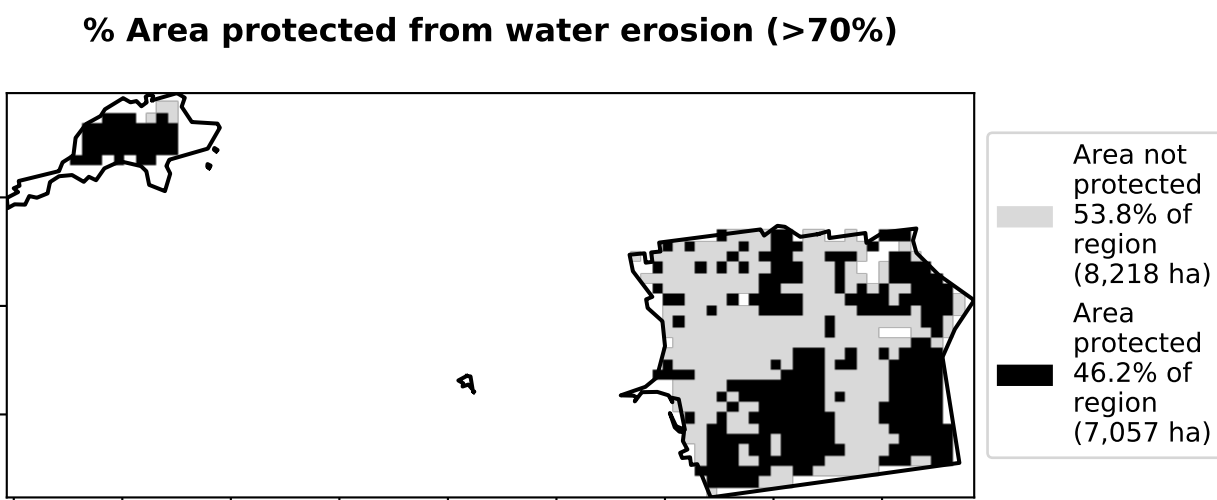 % Area protected from water erosion (>70%)
Area not
protected
53.8% of
region
(8,218 ha)
Area
protected
46.2% of
region
(7,057 ha)